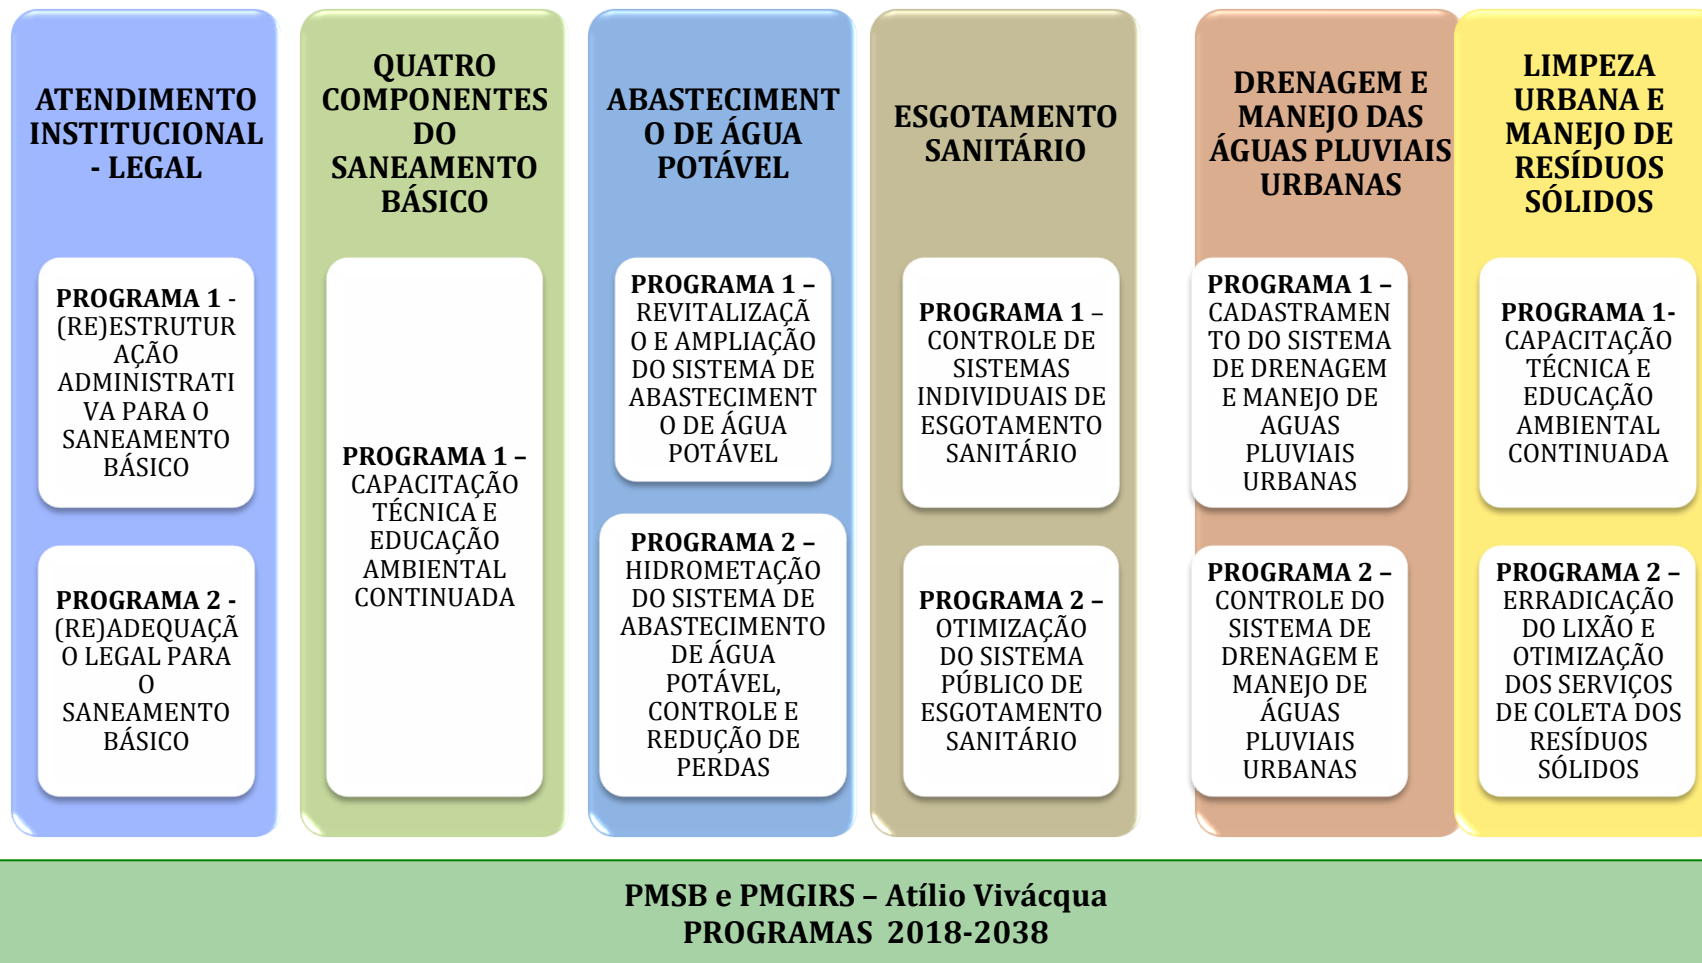 ATENDIMENTO
INSTITUCIONAL
- LEGAL
PROGRAMA 1 -
(RE)ESTRUTUR
AÇÃO
ADMINISTRATI
VA PARA O
SANEAMENTO
BÁSICO
PROGRAMA 2 -
(RE)ADEQUAÇÃ
O LEGAL PARA
O
SANEAMENTO
BÁSICO
QUATRO
COMPONENTES
DO
SANEAMENTO
BÁSICO
PROGRAMA 1 –
CAPACITAÇÃO
TÉCNICA E
EDUCAÇÃO
AMBIENTAL
CONTINUADA
ABASTECIMENT
O DE ÁGUA
POTÁVEL
PROGRAMA 1 –
REVITALIZAÇÃ
O E AMPLIAÇÃO
DO SISTEMA DE
ABASTECIMENT
O DE ÁGUA
POTÁVEL
PROGRAMA 2 –
HIDROMETAÇÃO
DO SISTEMA DE
ABASTECIMENTO
DE ÁGUA
POTÁVEL,
CONTROLE E
REDUÇÃO DE
PERDAS
ESGOTAMENTO
SANITÁRIO
PROGRAMA 1 –
CONTROLE DE
SISTEMAS
INDIVIDUAIS DE
ESGOTAMENTO
SANITÁRIO
PROGRAMA 2 –
OTIMIZAÇÃO
DO SISTEMA
PÚBLICO DE
ESGOTAMENTO
SANITÁRIO
DRENAGEM E
MANEJO DAS
ÁGUAS PLUVIAIS
URBANAS
PROGRAMA 1 –
CADASTRAMEN
TO DO SISTEMA
DE DRENAGEM
E MANEJO DE
AGUAS
PLUVIAIS
URBANAS
PROGRAMA 2 –
CONTROLE DO
SISTEMA DE
DRENAGEM E
MANEJO DE
ÁGUAS
PLUVIAIS
URBANAS
LIMPEZA
URBANA E
MANEJO DE
RESÍDUOS
SÓLIDOS
PROGRAMA 1-
CAPACITAÇÃO
TÉCNICA E
EDUCAÇÃO
AMBIENTAL
CONTINUADA
PROGRAMA 2 –
ERRADICAÇÃO
DO LIXÃO E
OTIMIZAÇÃO
DOS SERVIÇOS
DE COLETA DOS
RESÍDUOS
SÓLIDOS
PMSB e PMGIRS – Atílio Vivácqua
PROGRAMAS 2018-2038